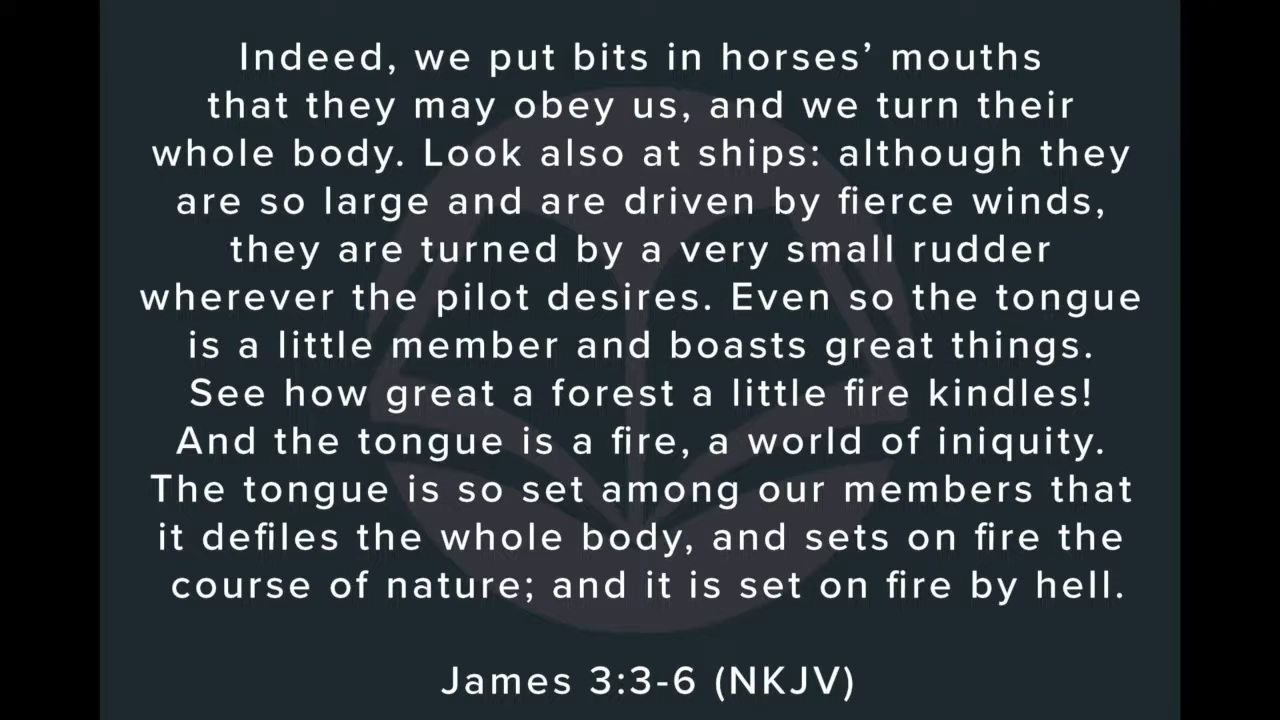 Indeed, we put bits in horses’ mouths
that they may obey us, and we turn their
whole body. Look also at ships: although they
are so large and are driven by fierce winds,
they are turned by a very small rudder
wherever the pilot desires. Even so the tongue
is a little member and boasts great things.
See how great a forest a little fire kindles!
And the tongue is a fire, a world of iniquity.
The tongue is so set among our members that
it defiles the whole body, and sets on fire the
course of nature; and it is set on fire by hell.
James 3:3-6 (NKJV)